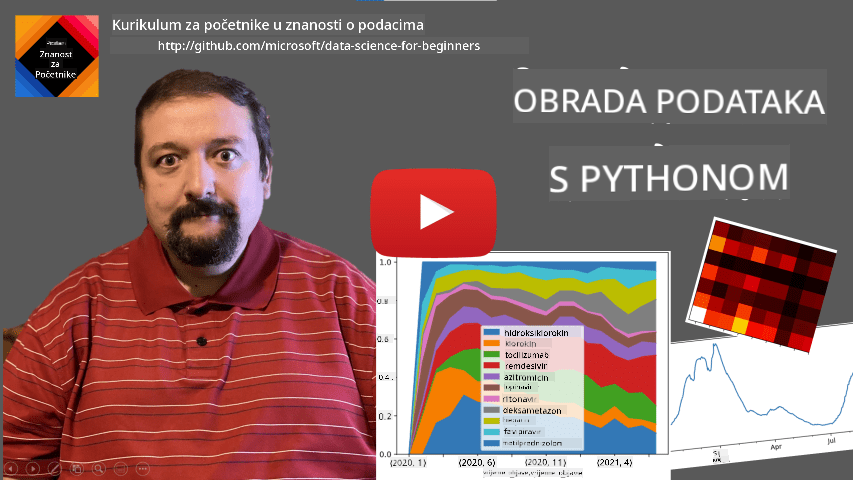 Kurikulum za početnike u znanosti o podacima
http://github.com/microsoft/data-science-for-beginners
Znanost
za
Početnike
OBRADA PODATAKA
S PYTHONOM
1.0
0.8
0.6
0.4
0.2
0.0
hidroksiklorokin
klorokin
tocilizumab
remdesivir
azitromicin
lopinavir
ritonavir
deksametazon
heparin
favipiravir
metilprednizolon
(2020, 1) (2020, 6) (2020, 11) (2021, 4)
Apr
Jul